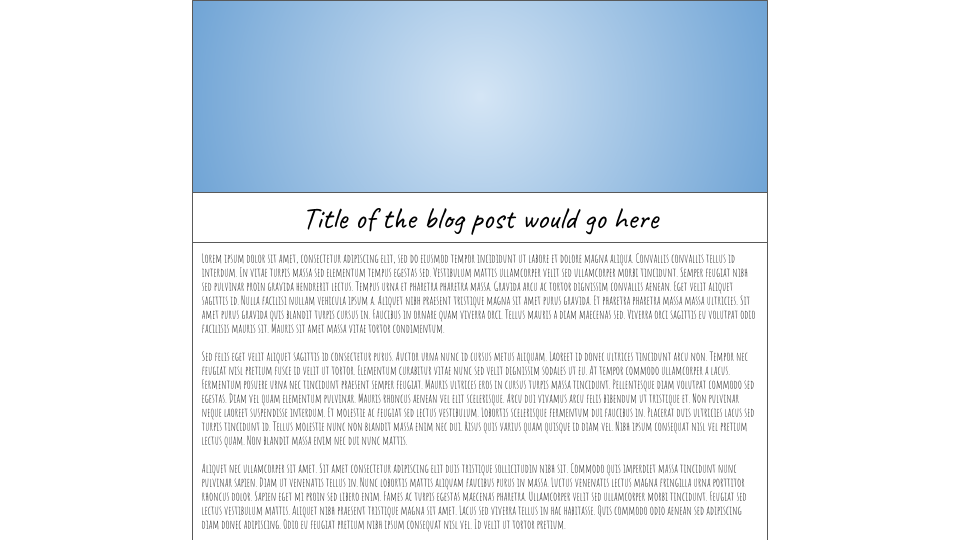 Title of the blog post would go here
Lorem ipsum dolor sit amet, consectetur adipiscing elit, sed do eiusmod tempor incididunt ut labore et dolore magna aliqua. Convallis convallis tellus id
interdum. In vitae turpis massa sed elementum tempus egestas sed. Vestibulum mattis ullamcorper velit sed ullamcorper morbi tincidunt. Semper feugiat nibh
sed pulvinar proin gravida hendrerit lectus. Tempus urna et pharetra pharetra massa. Gravida arcu ac tortor dignissim convallis aenean. Eget velit aliquet
sagittis id. Nulla facilisi nullam vehicula ipsum a. Aliquet nibh praesent tristique magna sit amet purus gravida. Et pharetra pharetra massa massa ultricies. Sit
amet purus gravida quis blandit turpis cursus in. Faucibus in ornare quam viverra orci. Tellus mauris a diam maecenas sed. Viverra orci sagittis eu volutpat odio
facilisis mauris sit. Mauris sit amet massa vitae tortor condimentum.
Sed felis eget velit aliquet sagittis id consectetur purus. Auctor urna nunc id cursus metus aliquam. Laoreet id donec ultrices tincidunt arcu non. Tempor nec
feugiat nisl pretium fusce id velit ut tortor. Elementum curabitur vitae nunc sed velit dignissim sodales ut eu. At tempor commodo ullamcorper a lacus.
Fermentum posuere urna nec tincidunt praesent semper feugiat. Mauris ultrices eros in cursus turpis massa tincidunt. Pellentesque diam volutpat commodo sed
egestas. Diam vel quam elementum pulvinar. Mauris rhoncus aenean vel elit scelerisque. Arcu dui vivamus arcu felis bibendum ut tristique et. Non pulvinar
neque laoreet suspendisse interdum. Et molestie ac feugiat sed lectus vestibulum. Lobortis scelerisque fermentum dui faucibus in. Placerat duis ultricies lacus sed
turpis tincidunt id. Tellus molestie nunc non blandit massa enim nec dui. Risus quis varius quam quisque id diam vel. Nibh ipsum consequat nisl vel pretium
lectus quam. Non blandit massa enim nec dui nunc mattis.
Aliquet nec ullamcorper sit amet. Sit amet consectetur adipiscing elit duis tristique sollicitudin nibh sit. Commodo quis imperdiet massa tincidunt nunc
pulvinar sapien. Diam ut venenatis tellus in. Nunc lobortis mattis aliquam faucibus purus in massa. Luctus venenatis lectus magna fringilla urna porttitor
rhoncus dolor. Sapien eget mi proin sed libero enim. Fames ac turpis egestas maecenas pharetra. Ullamcorper velit sed ullamcorper morbi tincidunt. Feugiat sed
lectus vestibulum mattis. Aliquet nibh praesent tristique magna sit amet. Lacus sed viverra tellus in hac habitasse. Quis commodo odio aenean sed adipiscing
diam donec adipiscing. Odio eu feugiat pretium nibh ipsum consequat nisl vel. Id velit ut tortor pretium.